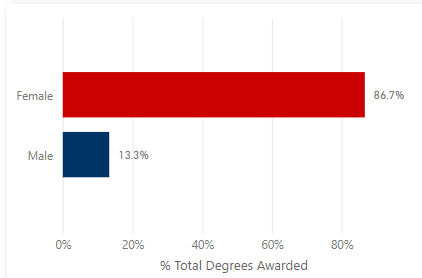 Female
86.7%
Male
13.3%
0% 20% 40% 60% 80%
% Total Degrees Awarded